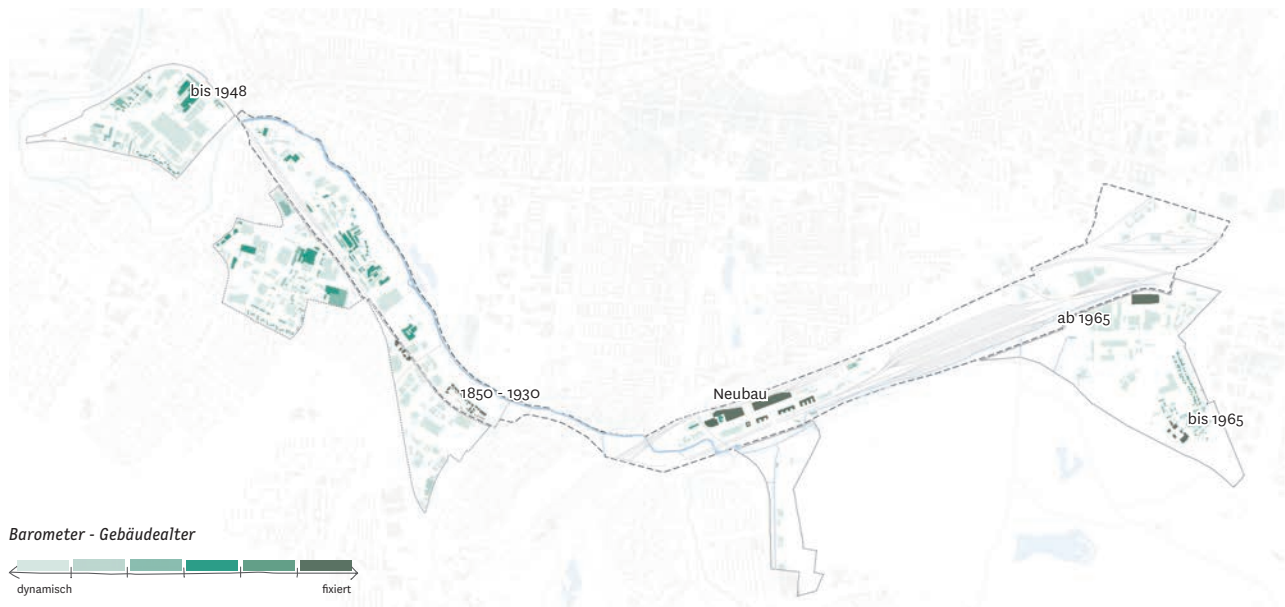 bis 1948
1850 - 1930
Neubau
ab 1965
bis 1965
Barometer - Gebäudealter
dynamisch
fixiert